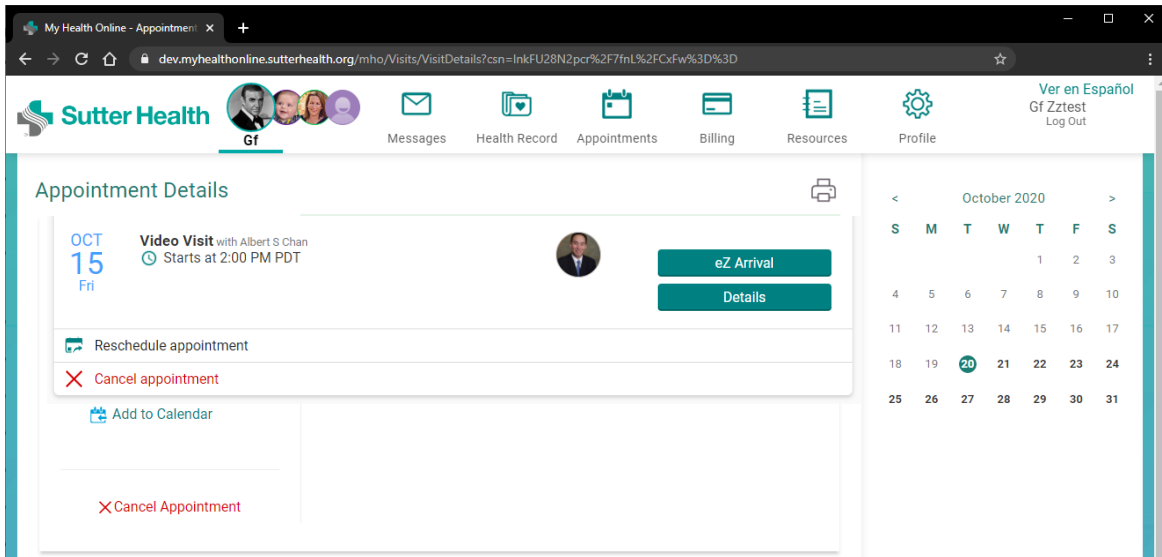 My Health Online - Appointment
dev.myhealthonline.sutterhealth.org/mho/Visits/VisitDetails?csn=InkFU28N2pcr%2F7fnL%2FCxFw%3D%3D
Sutter Health
Gf
Messages
Health Record
Appointments
Billing
Resources
Profile
Ver en Español
Gf Zztest
Log Out
Appointment Details
OCT
15
Fri
Video Visit with Albert S Chan
Starts at 2:00 PM PDT
eZ Arrival
Details
Reschedule appointment
Cancel appointment
Add to Calendar
Cancel Appointment
< October 2020 >
S M T W T F S
1 2 3
4 5 6 7 8 9 10
11 12 13 14 15 16 17
18 19 20 21 22 23 24
25 26 27 28 29 30 31